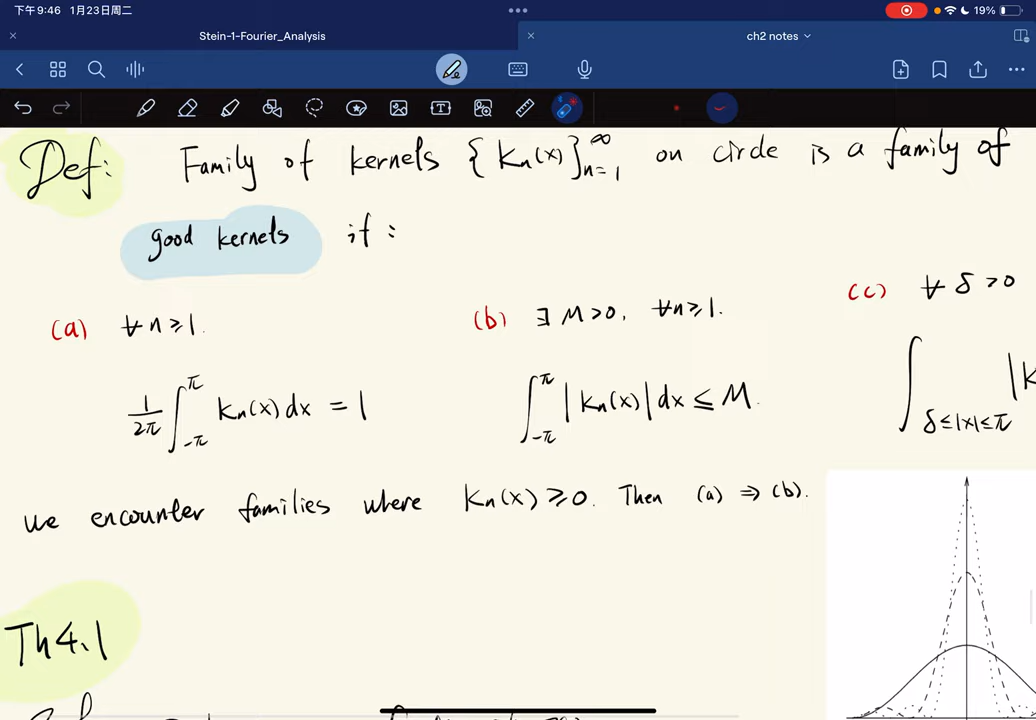 下午9:46 1月23日周二
19%
Stein-1-Fourier_Analysis
ch2 notes
Def: Family of kernels {Kn(x)}_{n=1}^{∞} on circle is a family of
good kernels if :
(a) ∀ n ≥ 1.
(b) ∃ M > 0, ∀n ≥ 1.
(c) ∀ δ > 0
1/2π ∫_{-π}^{π} Kn(x) dx = 1
∫_{-π}^{π} |Kn(x)| dx ≤ M.
∫_{δ≤|x|≤π} |K
we encounter families where Kn(x) ≥ 0. Then (a) ⇒ (b).
Th4.1